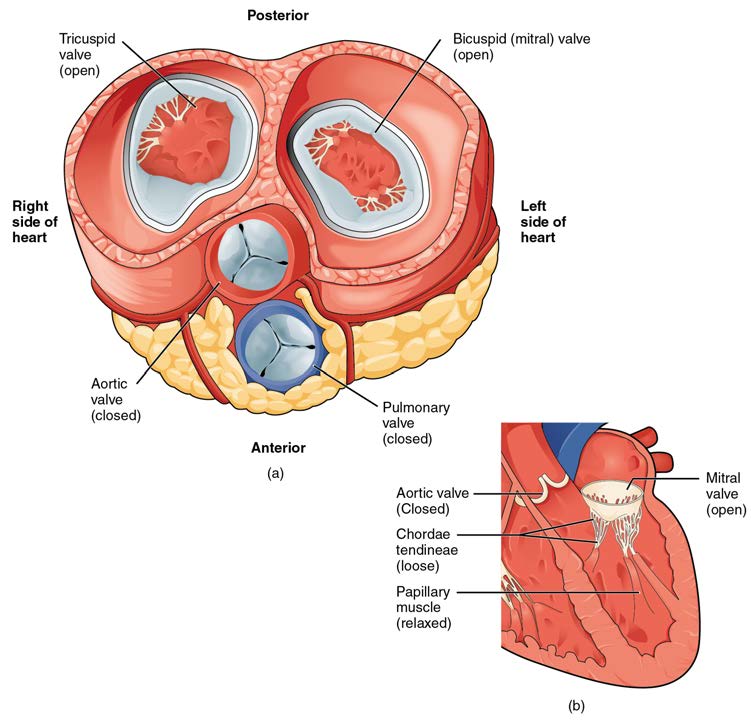 Posterior
Tricuspid
valve
(open)
Bicuspid (mitral) valve
(open)
Right
side of
heart
Left
side of
heart
Aortic
valve
(closed)
Pulmonary
valve
(closed)
Anterior
(a)
Aortic valve
(Closed)
Chordae
tendineae
(loose)
Papillary
muscle
(relaxed)
Mitral
valve
(open)
(b)